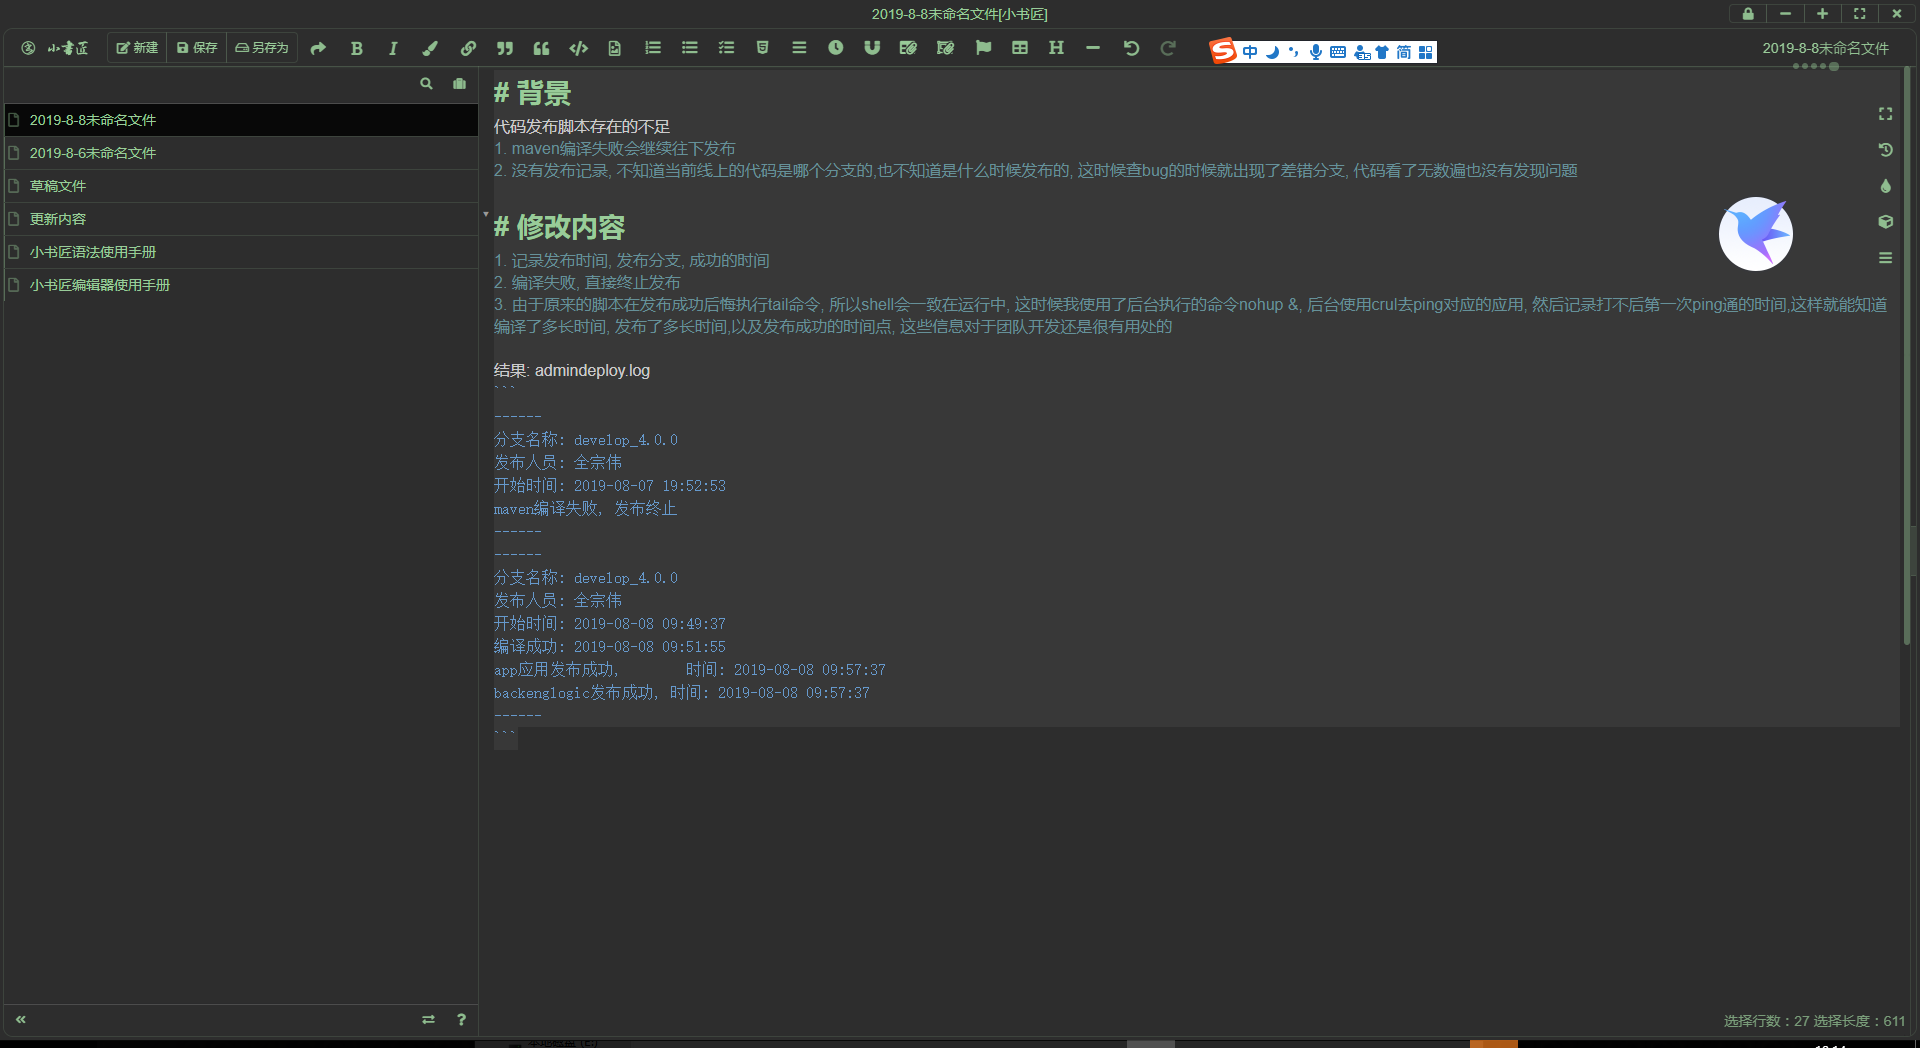 2019-8-8未命名文件[小书匠]
小书匠 新建 保存 另存为 中 简 2019-8-8未命名文件
2019-8-8未命名文件
2019-8-6未命名文件
草稿文件
更新内容
小书匠语法使用手册
小书匠编辑器使用手册
# 背景
代码发布脚本存在的不足
1. maven编译失败会继续往下发布
2. 没有发布记录, 不知道当前线上的代码是哪个分支的,也不知道是什么时候发布的, 这时候查bug的时候就出现了差错分支, 代码看了无数遍也没有发现问题
# 修改内容
1. 记录发布时间, 发布分支, 成功的时间
2. 编译失败, 直接终止发布
3. 由于原来的脚本在发布成功后悔执行tail命令, 所以shell会一致在运行中, 这时候我使用了后台执行的命令nohup &, 后台使用crul去ping对应的应用, 然后记录打不后第一次ping通的时间,这样就能知道
编译了多长时间, 发布了多长时间,以及发布成功的时间点, 这些信息对于团队开发还是很有用处的
结果: admindeploy.log
```
------
分支名称: develop_4.0.0
发布人员: 全宗伟
开始时间: 2019-08-07 19:52:53
maven编译失败, 发布终止
------
------
分支名称: develop_4.0.0
发布人员: 全宗伟
开始时间: 2019-08-08 09:49:37
编译成功: 2019-08-08 09:51:55
app应用发布成功,        时间: 2019-08-08 09:57:37
backenglogic发布成功, 时间: 2019-08-08 09:57:37
------
```
选择行数：27 选择长度：611